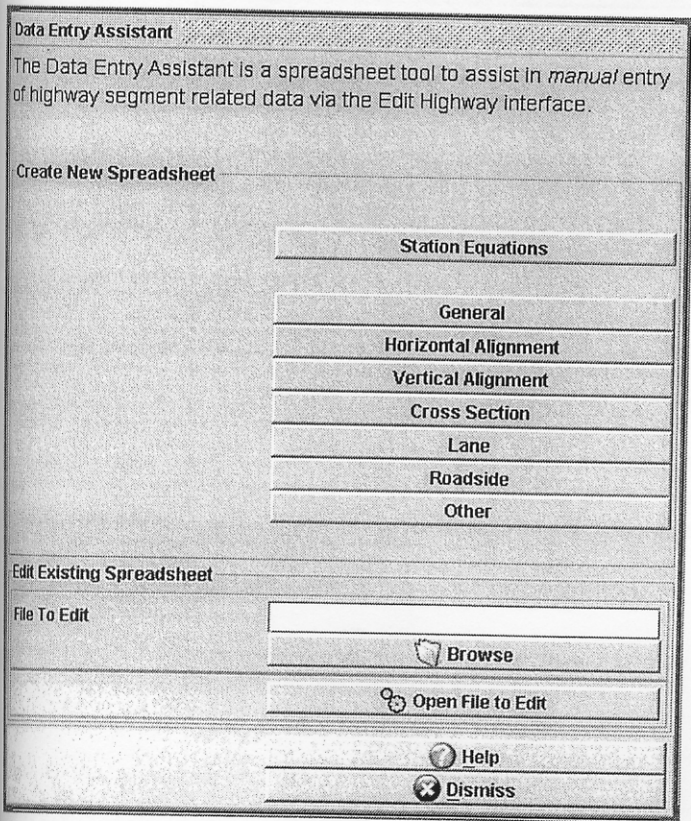 Data Entry Assistant
The Data Entry Assistant is a spreadsheet tool to assist in manual entry
of highway segment related data via the Edit Highway interface.
Create New Spreadsheet
Station Equations
General
Horizontal Alignment
Vertical Alignment
Cross Section
Lane
Roadside
Other
Edit Existing Spreadsheet
File To Edit
Browse
Open File to Edit
Help
Dismiss